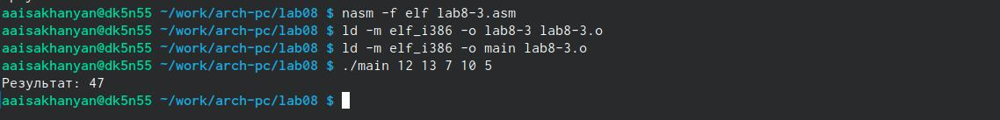 aaisakhanyan@dk5n55 ~/work/arch-pc/lab08 $ nasm -f elf lab8-3.asm
aaisakhanyan@dk5n55 ~/work/arch-pc/lab08 $ ld -m elf_i386 -o lab8-3 lab8-3.o
aaisakhanyan@dk5n55 ~/work/arch-pc/lab08 $ ld -m elf_i386 -o main lab8-3.o
aaisakhanyan@dk5n55 ~/work/arch-pc/lab08 $ ./main 12 13 7 10 5
Результат: 47
aaisakhanyan@dk5n55 ~/work/arch-pc/lab08 $